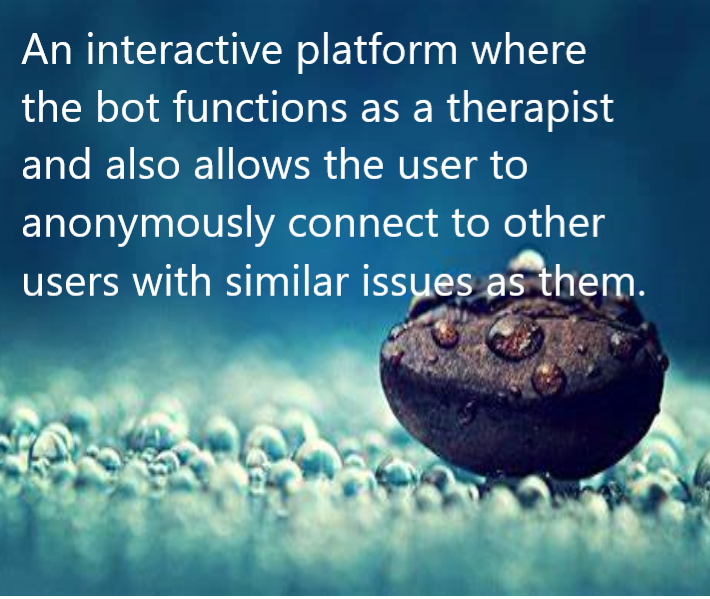 An interactive platform where
the bot functions as a therapist
and also allows the user to
anonymously connect to other
users with similar issues as them.